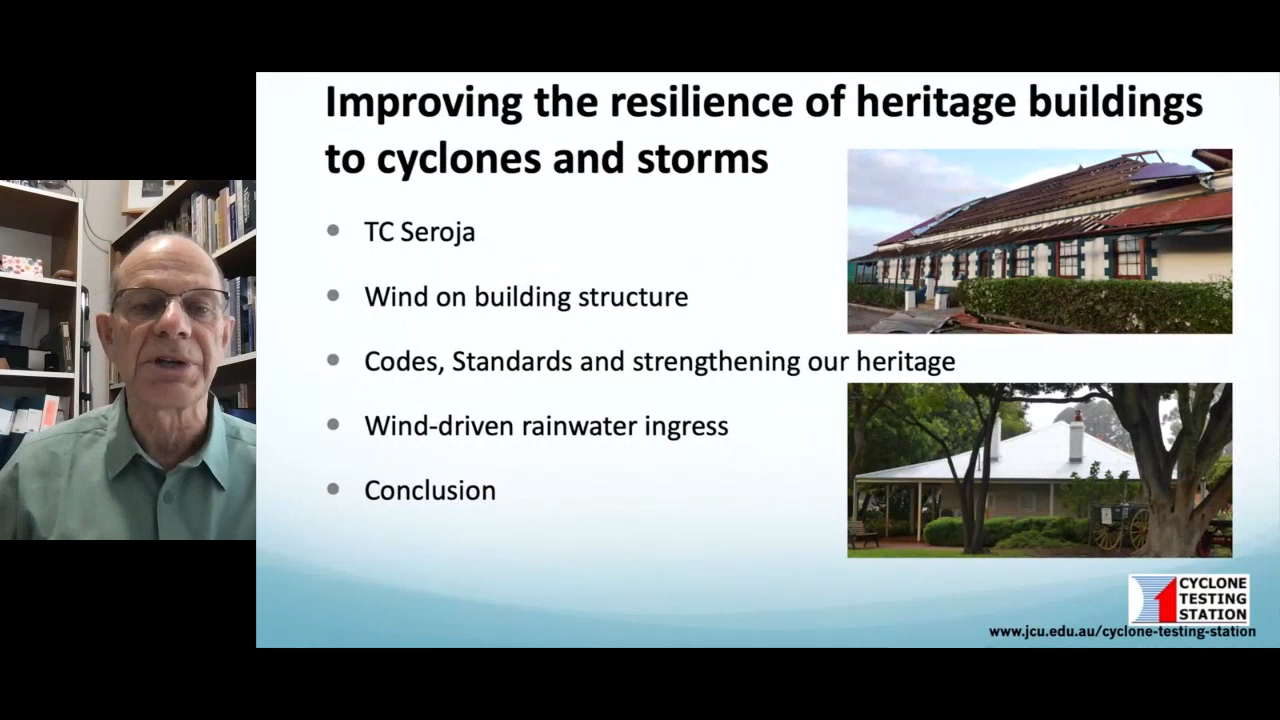 Improving the resilience of heritage buildings
to cyclones and storms
• TC Seroja
• Wind on building structure
• Codes, Standards and strengthening our heritage
• Wind-driven rainwater ingress
• Conclusion
CYCLONE
TESTING
STATION
www.jcu.edu.au/cyclone-testing-station